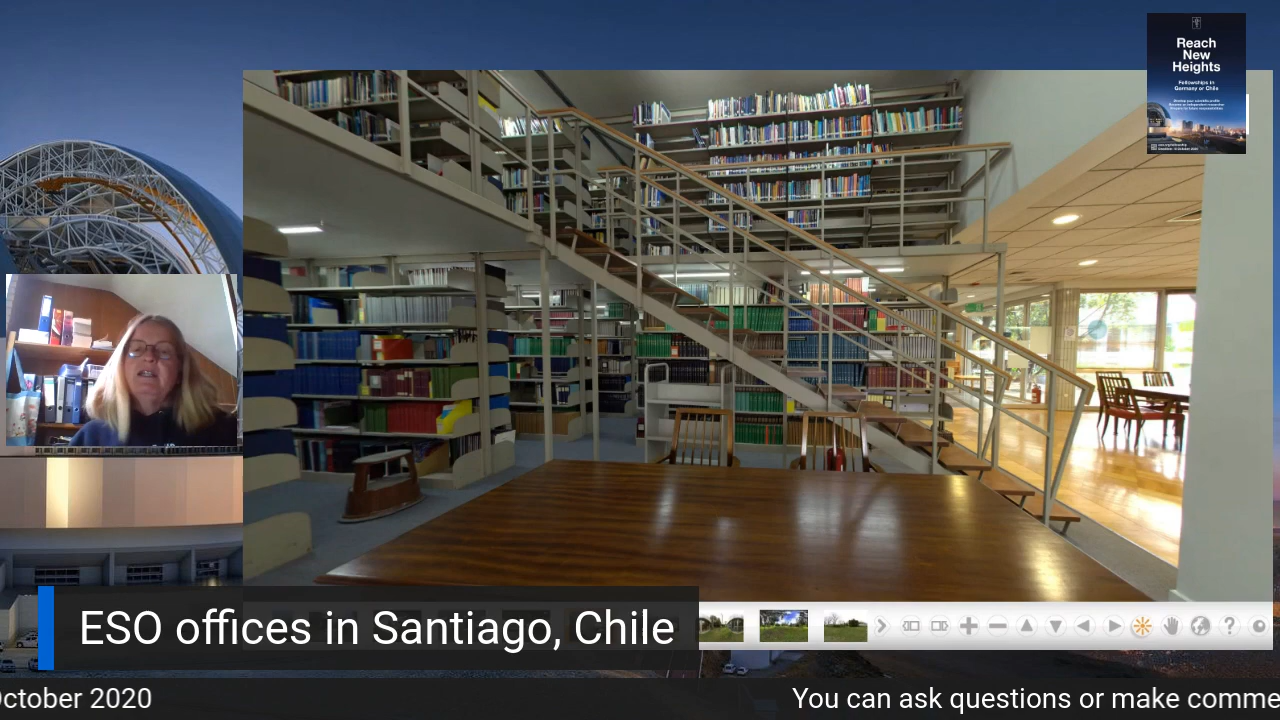 Reach
New
Heights
Fellowships in
Germany or Chile
ESO offices in Santiago, Chile
October 2020
You can ask questions or make comme